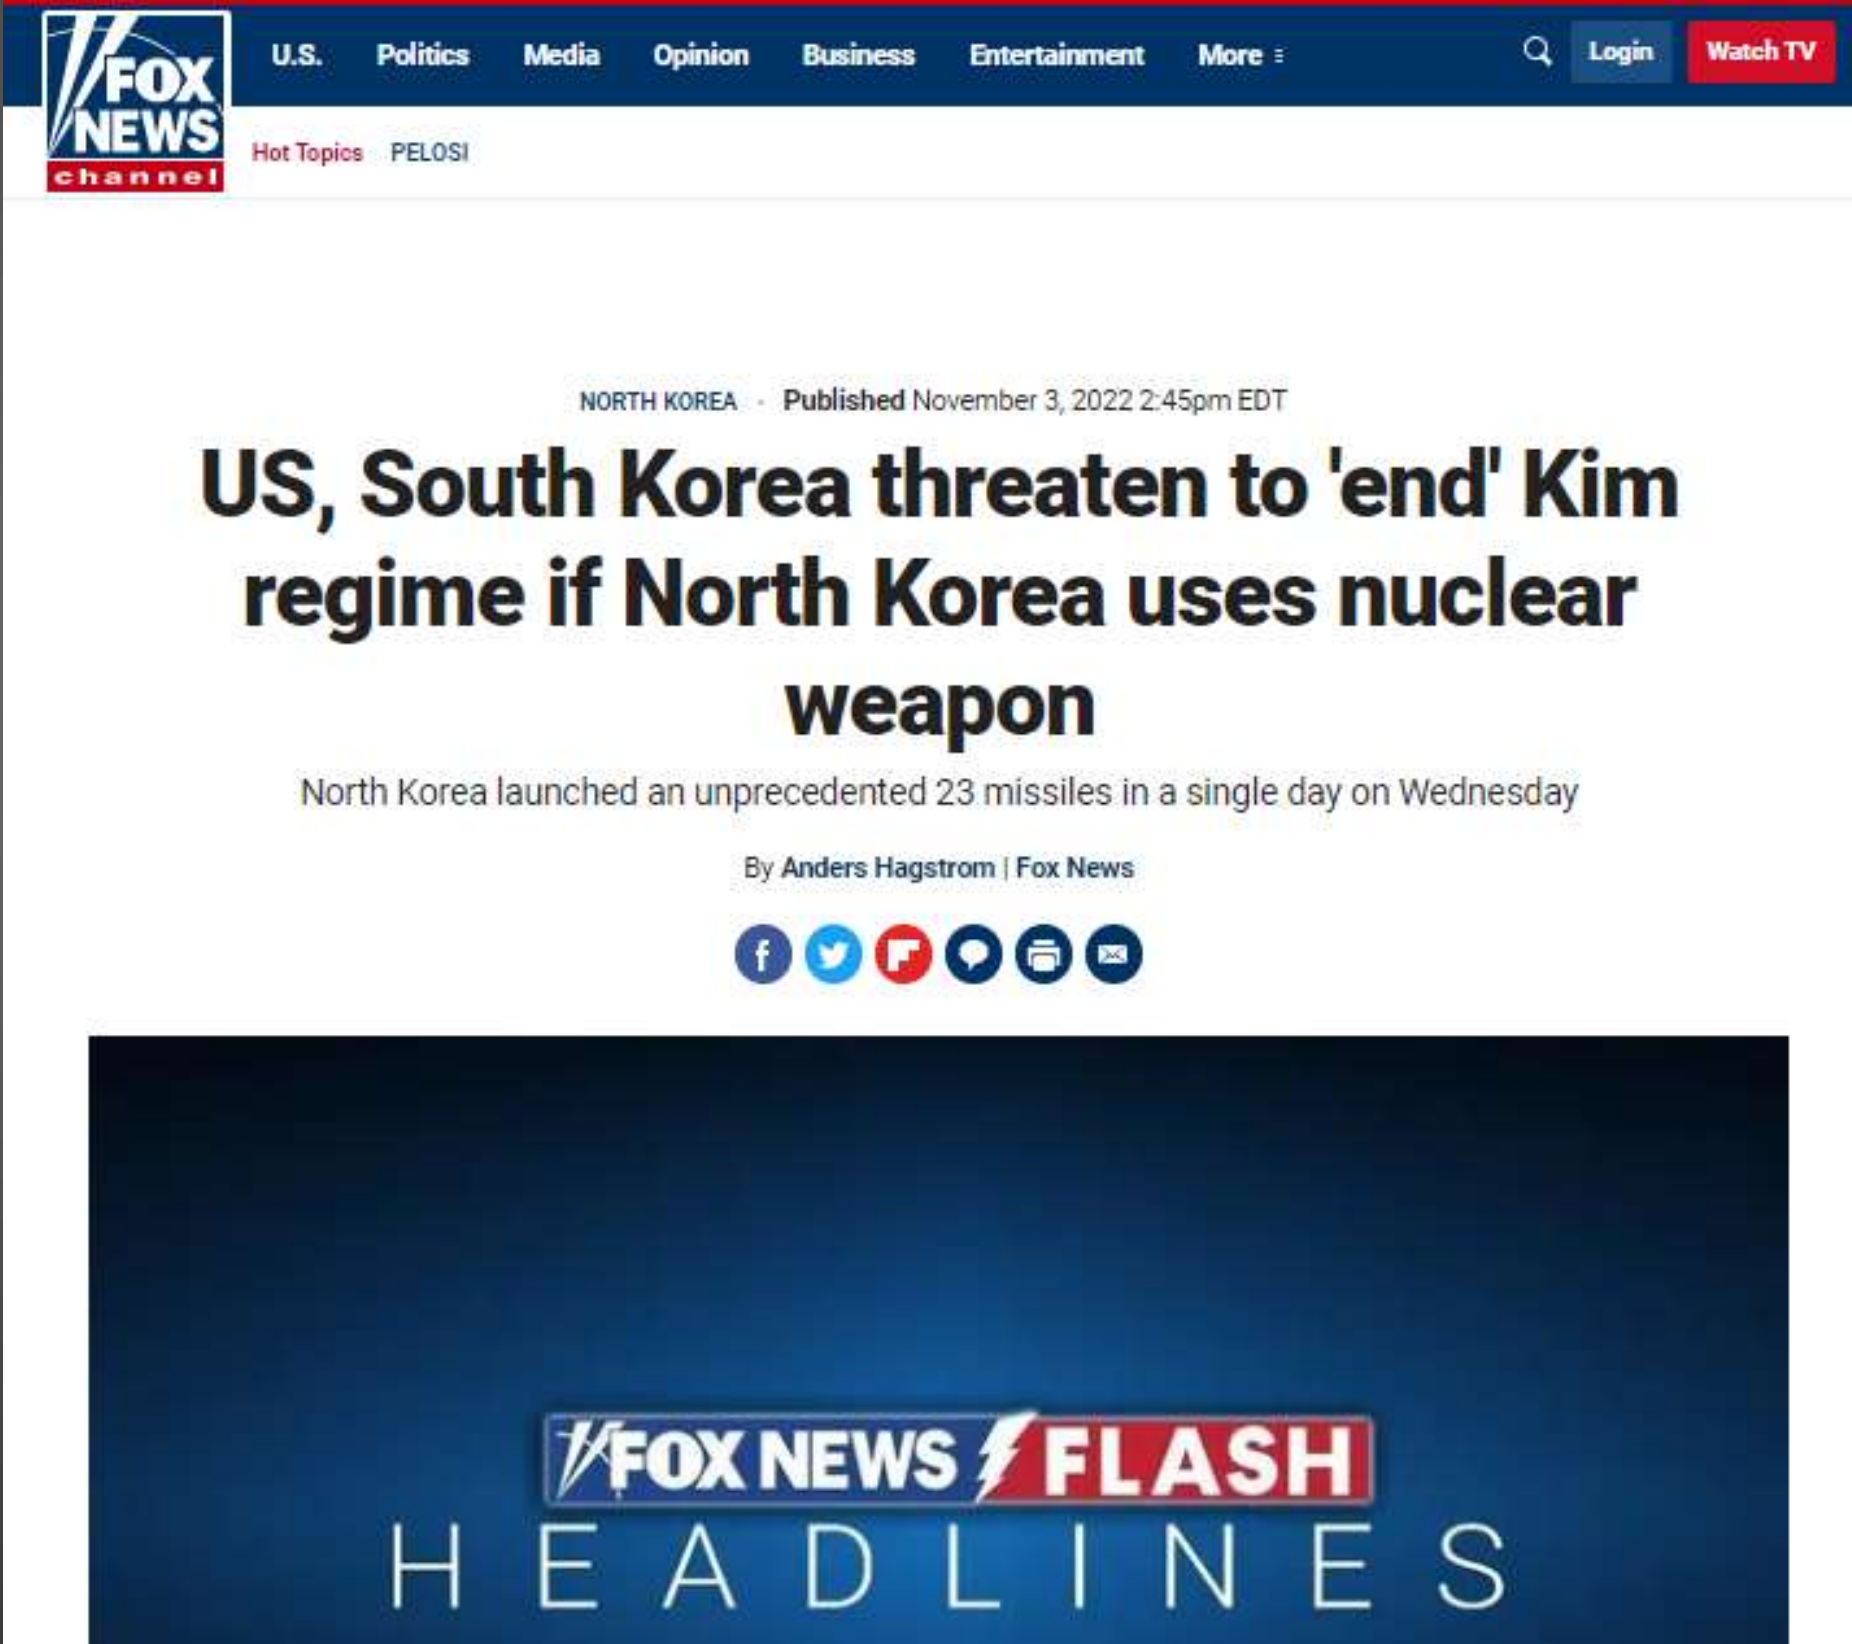 FOX
NEWS
channel
U.S. Politics Media Opinion Business Entertainment More Login Watch TV
Hot Topics PELOSI
NORTH KOREA · Published November 3, 2022 2:45pm EDT
US, South Korea threaten to 'end' Kim
regime if North Korea uses nuclear
weapon
North Korea launched an unprecedented 23 missiles in a single day on Wednesday
By Anders Hagstrom | Fox News
FOX NEWS FLASH
HEADLINES